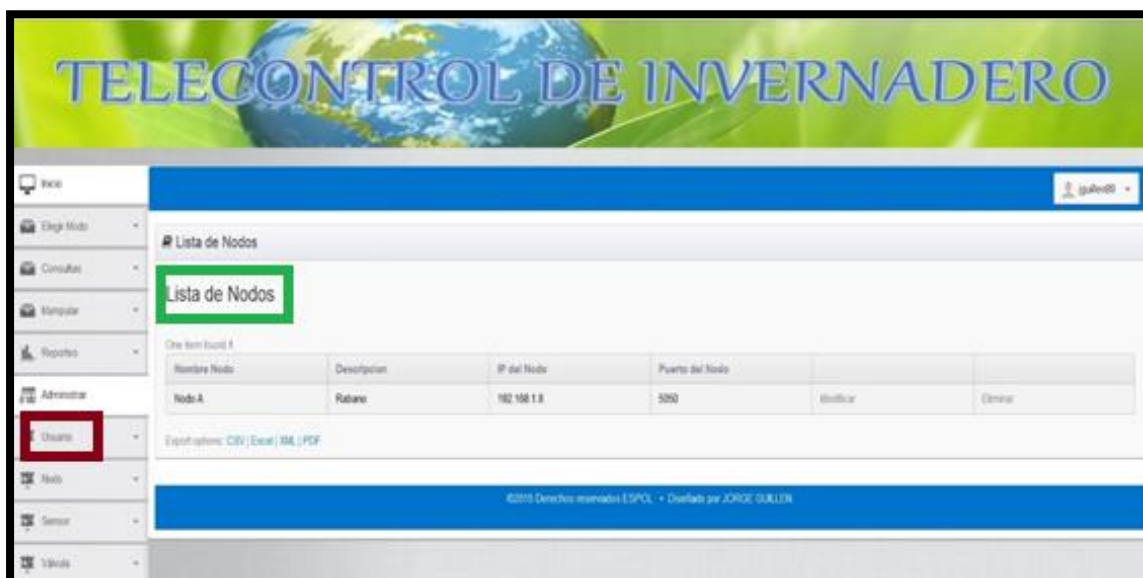 TELECONTROL DE INVERNADERO
Inicio
jguillen89
Elegir Modo
Lista de Nodos
Consultas
Lista de Nodos
Manipular
One item found.1
Reportes
Nombre Nodo Descripcion IP del Nodo Puerto del Nodo
Administrar
Nodo A Rabano 192.168.1.8 5050 Modificar Eliminar
Usuario
Export options: CSV | Excel | XML | PDF
Nodo
©2015 Derechos reservados ESPOL. • Diseñado por JORGE GUILLEN
Sensor
Válvula